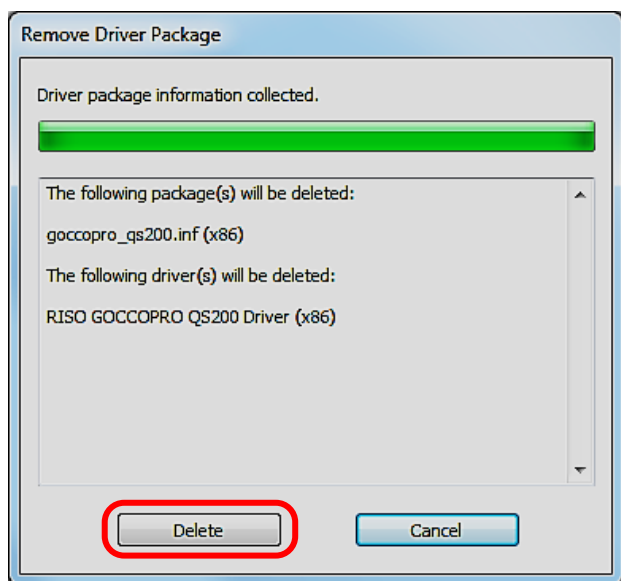 Remove Driver Package
Driver package information collected.
The following package(s) will be deleted:
goccopro_qs200.inf (x86)
The following driver(s) will be deleted:
RISO GOCCOPRO QS200 Driver (x86)
Delete
Cancel